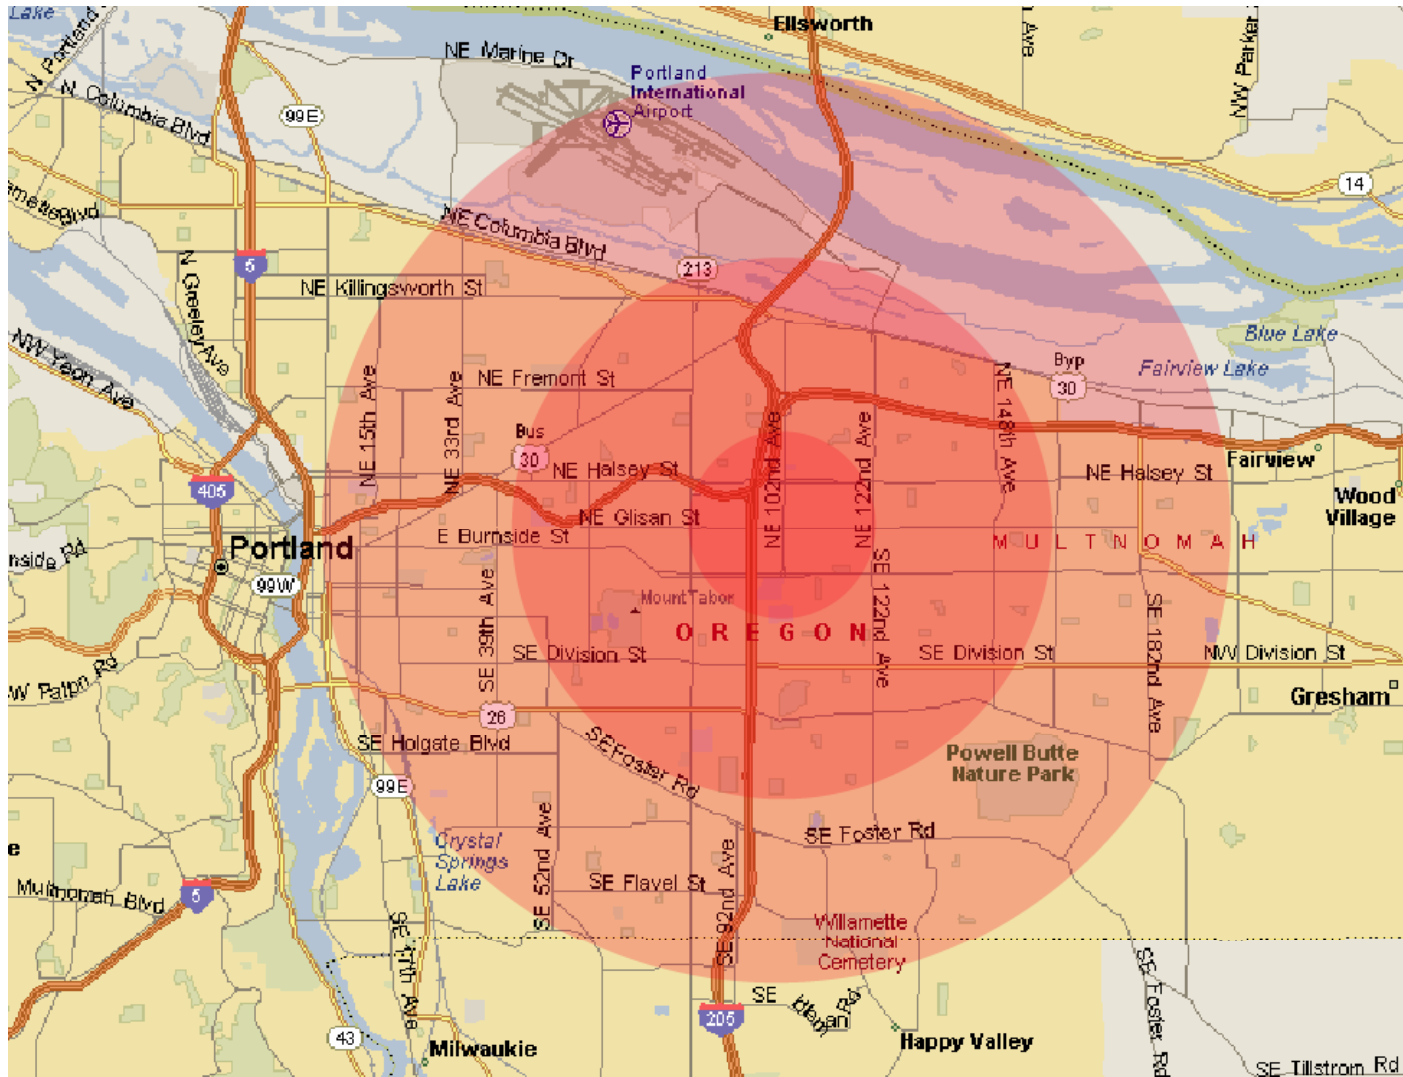 Lake
N Portland
N Columbia Blvd
99E
NE Marine Dr
Portland
International
Airport
Ellsworth
Ave
NW Parker
14
ametteBlvd
5
N Greeley Ave
NE Columbia Blvd
213
NE Killingsworth St
NW Yeon Ave
Blue Lake
Fairview Lake
NE 15th Ave
NE 33rd Ave
NE Fremont St
Bus
30
NE 102nd Ave
NE 122nd Ave
NE 148th Ave
Byp
30
405
NE Halsey St
NE Halsey St
Fairview
Wood
Village
NE Glisan St
E Burnside St
nside Rd
Portland
99W
MULTNOMAH
SE 39th Ave
Mount Tabor
OREGON
SE 122nd Ave
SE 182nd Ave
SE Division St
SE Division St
NW Division St
Gresham
26
SE Holgate Blvd
SE Foster Rd
Powell Butte
Nature Park
99E
Crystal
Springs
Lake
SE 52nd Ave
SE Foster Rd
e
5
SE Flavel St
SE 92nd Ave
SE 17th Ave
Willamette
National
Cemetery
SE Foster Rd
205
43
Milwaukie
Happy Valley
SE Tillstrom Rd